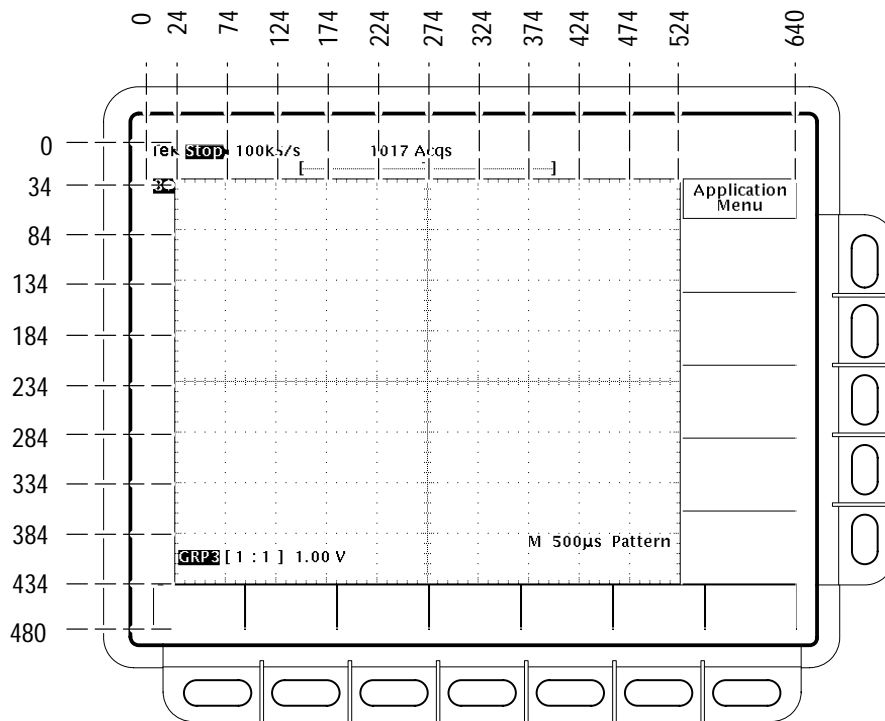 0 24 74 124 174 224 274 324 374 424 474 524 640
0
Tek Stop 100kS/s 1017 Acqs
[ ]
34
Application
Menu
84
134
184
234
284
334
384
M 500µs Pattern
GRP3 [ 1 : 1 ] 1.00 V
434
480